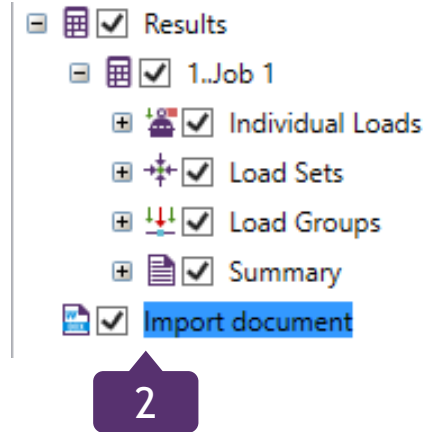 Results
1..Job 1
Individual Loads
Load Sets
Load Groups
Summary
Import document
2